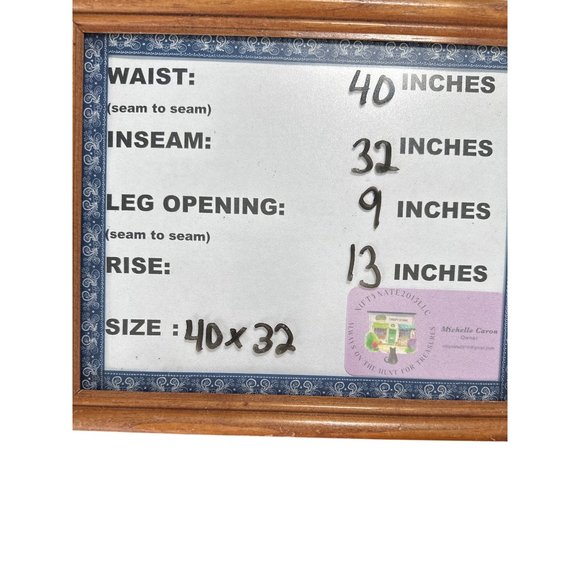 WAIST: 40 INCHES
(seam to seam)
INSEAM: 32 INCHES
LEG OPENING: 9 INCHES
(seam to seam)
RISE: 13 INCHES
SIZE : 40x32
NIFTYNATE2015LLC
ALWAYS ON THE HUNT FOR TREASURES
Michelle Caron
Owner